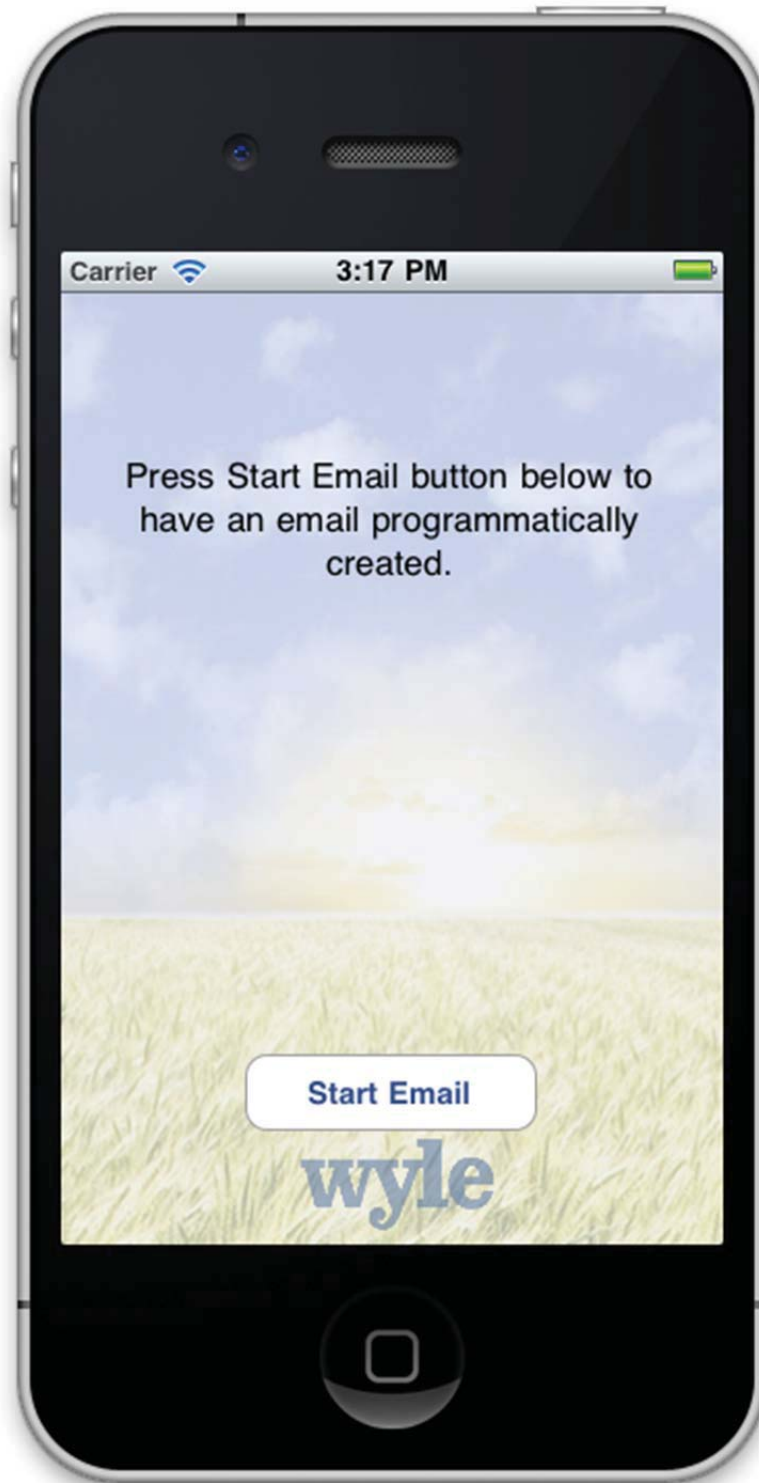 Carrier 3:17 PM
Press Start Email button below to
have an email programmatically
created.
Start Email
wyle